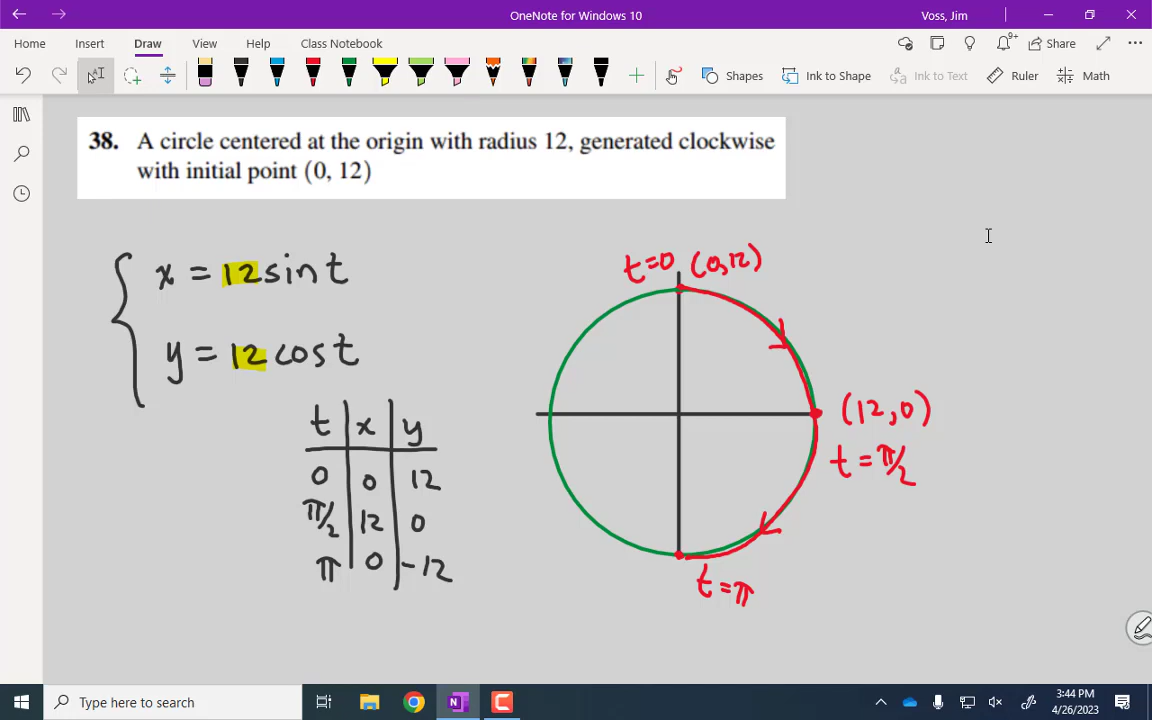 OneNote for Windows 10
Voss, Jim
Home Insert Draw View Help Class Notebook
9+
Share
Shapes Ink to Shape Ink to Text Ruler Math
38. A circle centered at the origin with radius 12, generated clockwise
with initial point (0, 12)
x = 12 sin t
y = 12 cos t
t x y
0 0 12
π/2 12 0
π 0 -12
t=0 (0,12)
(12,0)
t = π/2
t = π
Type here to search
3:44 PM
4/26/2023